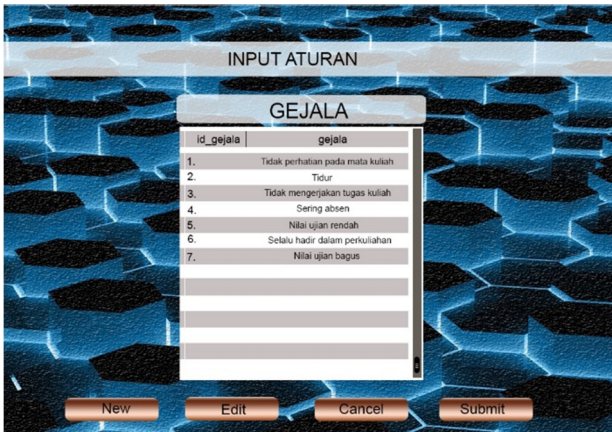 INPUT ATURAN
GEJALA
id_gejala gejala
1. Tidak perhatian pada mata kuliah
2. Tidur
3. Tidak mengerjakan tugas kuliah
4. Sering absen
5. Nilai ujian rendah
6. Selalu hadir dalam perkuliahan
7. Nilai ujian bagus
New Edit Cancel Submit